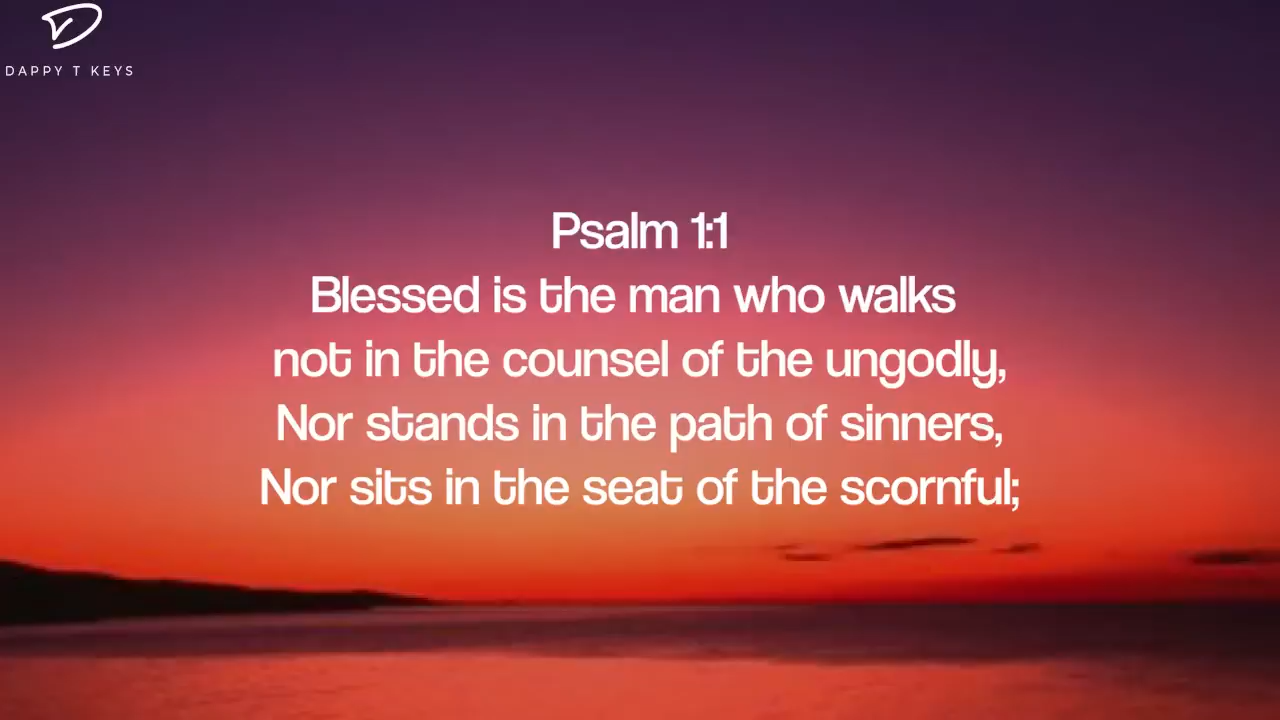 DAPPY T KEYS
Psalm 1:1
Blessed is the man who walks
not in the counsel of the ungodly,
Nor stands in the path of sinners,
Nor sits in the seat of the scornful;